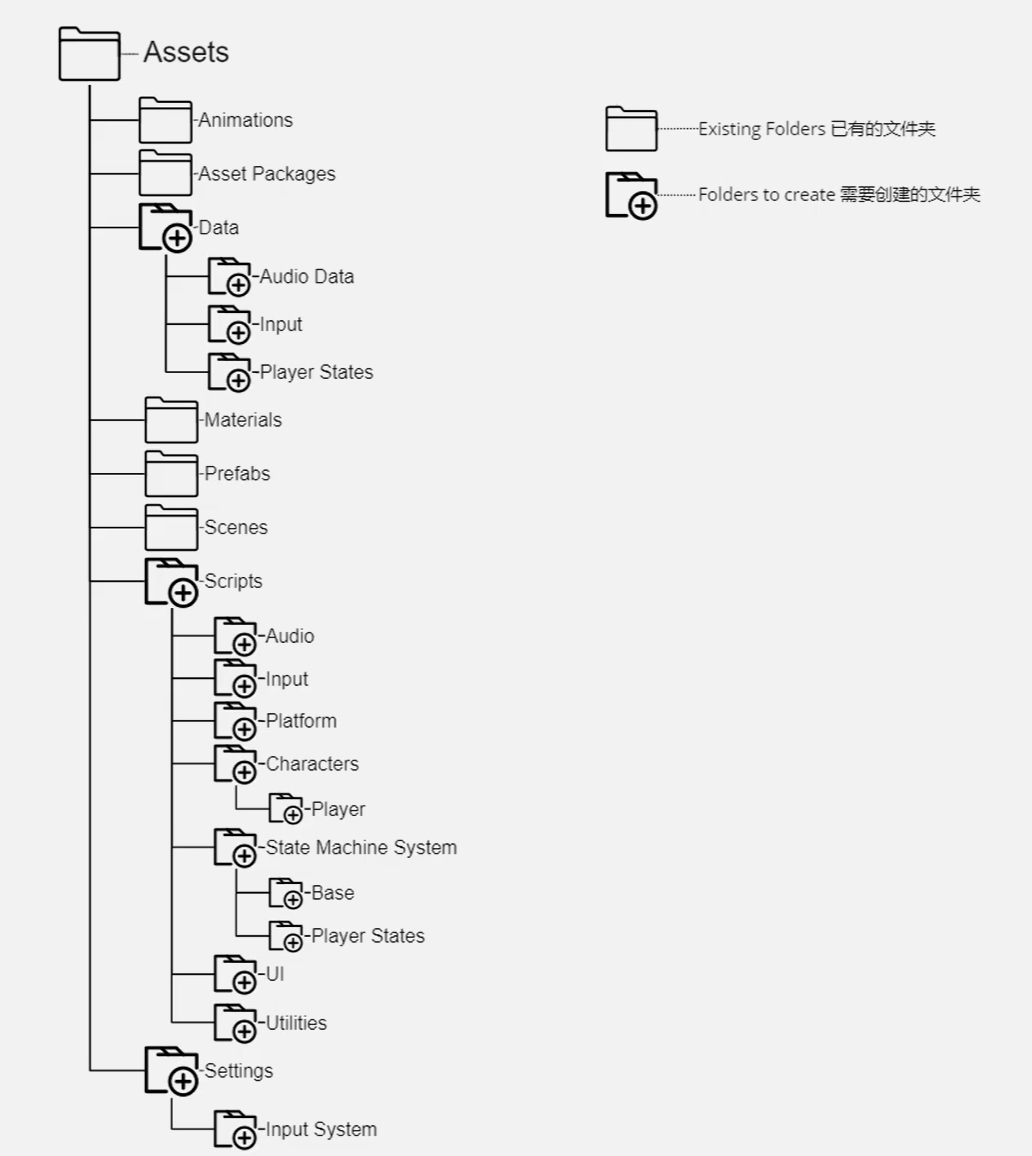 Assets
Animations
Existing Folders 已有的文件夹
Asset Packages
Folders to create 需要创建的文件夹
Data
Audio Data
Input
Player States
Materials
Prefabs
Scenes
Scripts
Audio
Input
Platform
Characters
Player
State Machine System
Base
Player States
UI
Utilities
Settings
Input System